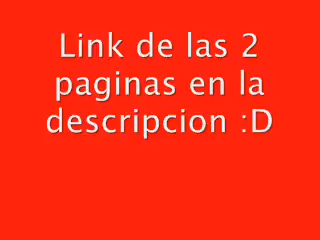 Link de las 2
paginas en la
descripcion :D